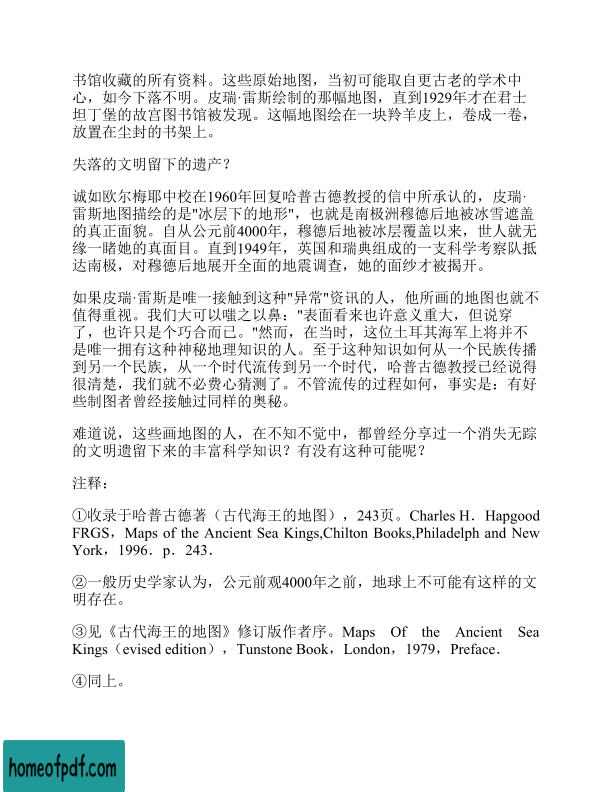 书馆收藏的所有资料。这些原始地图，当初可能取自更古老的学术中
心，如今下落不明。皮瑞·雷斯绘制的那幅地图，直到1929年才在君士
坦丁堡的故宫图书馆被发现。这幅地图绘在一块羚羊皮上，卷成一卷，
放置在尘封的书架上。
失落的文明留下的遗产？
诚如欧尔梅耶中校在1960年回复哈普古德教授的信中所承认的，皮瑞·
雷斯地图描绘的是"冰层下的地形"，也就是南极洲穆德后地被冰雪遮盖
的真正面貌。自从公元前4000年，穆德后地被冰层覆盖以来，世人就无
缘一睹她的真面目。直到1949年，英国和瑞典组成的一支科学考察队抵
达南极，对穆德后地展开全面的地震调查，她的面纱才被揭开。
如果皮瑞·雷斯是唯一接触到这种"异常"资讯的人，他所画的地图也就不
值得重视。我们大可以嗤之以鼻："表面看来也许意义重大，但说穿
了，也许只是个巧合而已。"然而，在当时，这位土耳其海军上将并不
是唯一拥有这种神秘地理知识的人。至于这种知识如何从一个民族传播
到另一个民族，从一个时代流传到另一个时代，哈普古德教授已经说得
很清楚，我们就不必费心猜测了。不管流传的过程如何，事实是：有好
些制图者曾经接触过同样的奥秘。
难道说，这些画地图的人，在不知不觉中，都曾经分享过一个消失无踪
的文明遗留下来的丰富科学知识？有没有这种可能呢？
注释：
①收录于哈普古德著（古代海王的地图），243页。Charles H．Hapgood
FRGS，Maps of the Ancient Sea Kings,Chilton Books,Philadelph and New
York，1996．p．243．
②一般历史学家认为，公元前观4000年之前，地球上不可能有这样的文
明存在。
③见《古代海王的地图》修订版作者序。Maps Of the Ancient Sea
Kings（evised edition），Tunstone Book，London，1979，Preface．
④同上。
homeofpdf.com